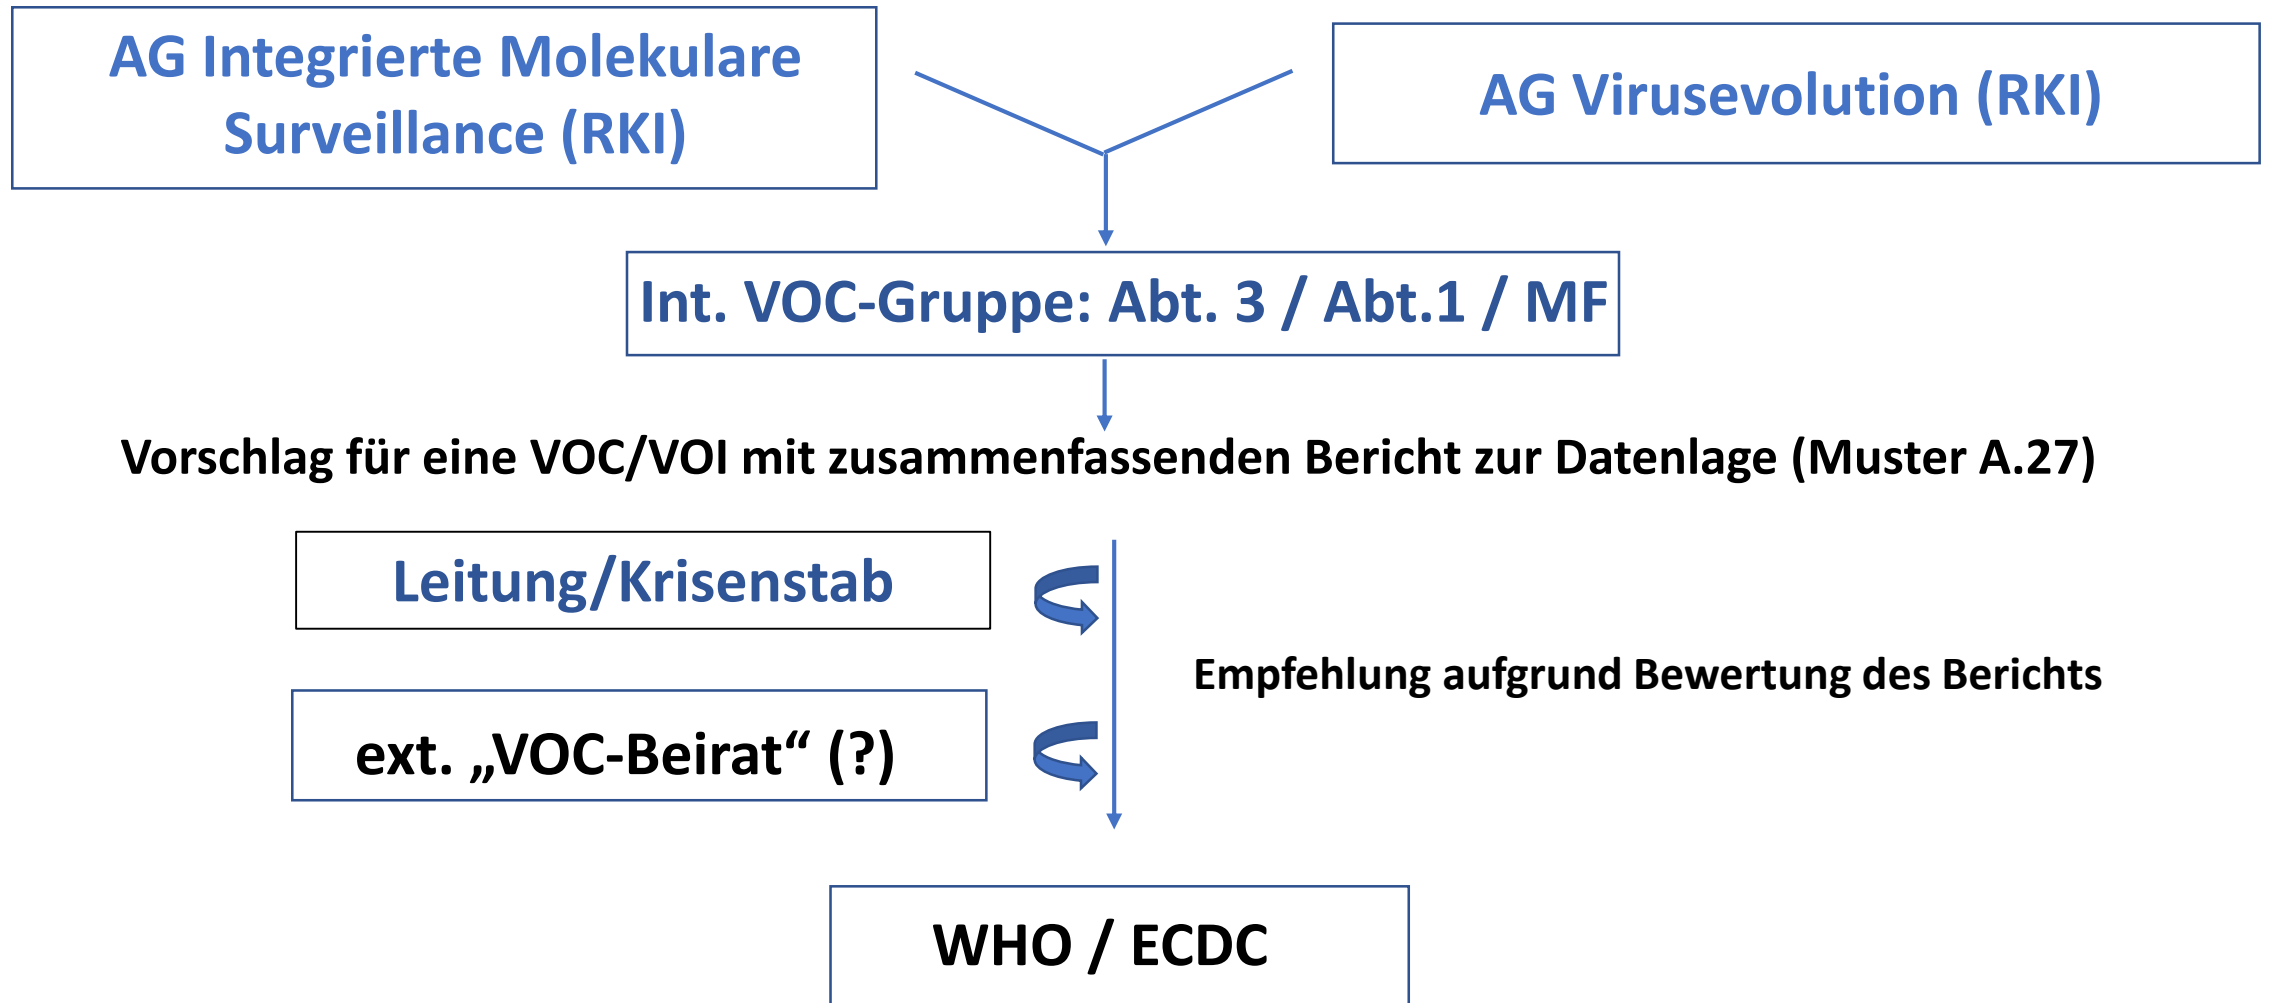 AG Integrierte Molekulare
Surveillance (RKI)
AG Virusevolution (RKI)
Int. VOC-Gruppe: Abt. 3 / Abt.1 / MF
Vorschlag für eine VOC/VOI mit zusammenfassenden Bericht zur Datenlage (Muster A.27)
Leitung/Krisenstab
Empfehlung aufgrund Bewertung des Berichts
ext. „VOC-Beirat“ (?)
WHO / ECDC